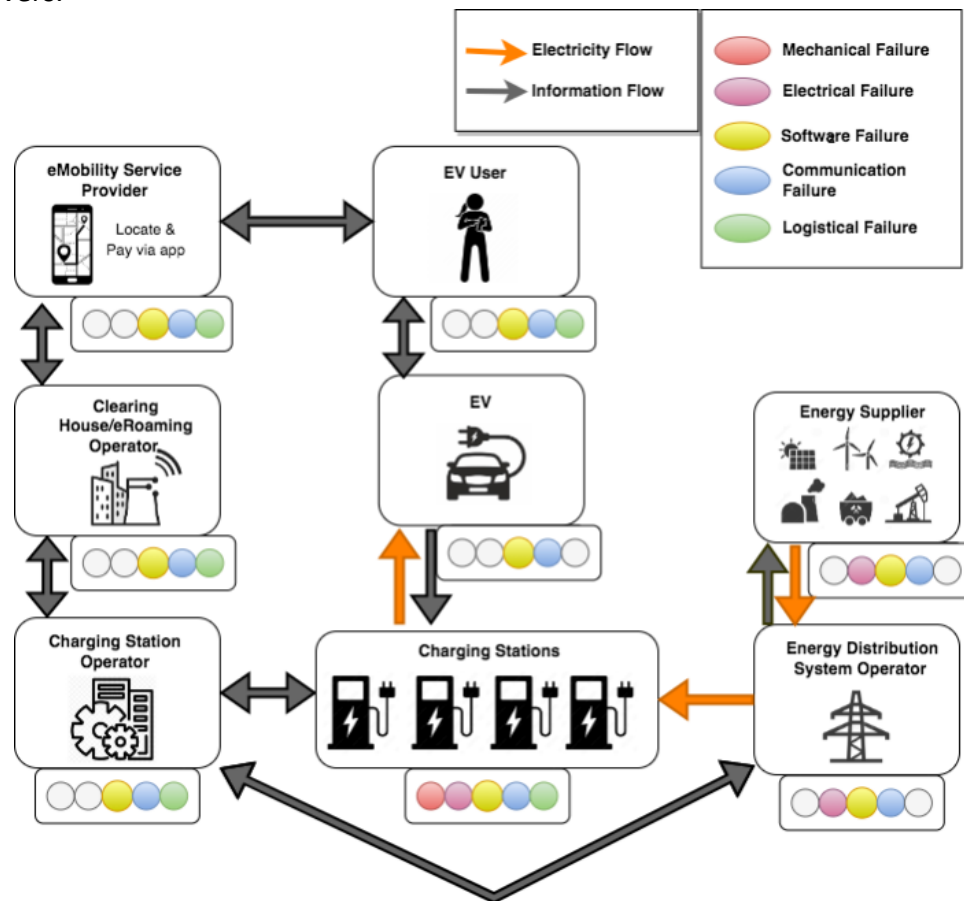 Electricity Flow
Information Flow
Mechanical Failure
Electrical Failure
Software Failure
Communication
Failure
Logistical Failure
eMobility Service
Provider
Locate &
Pay via app
EV User
Clearing
House/eRoaming
Operator
EV
Energy Supplier
Charging Station
Operator
Charging Stations
Energy Distribution
System Operator